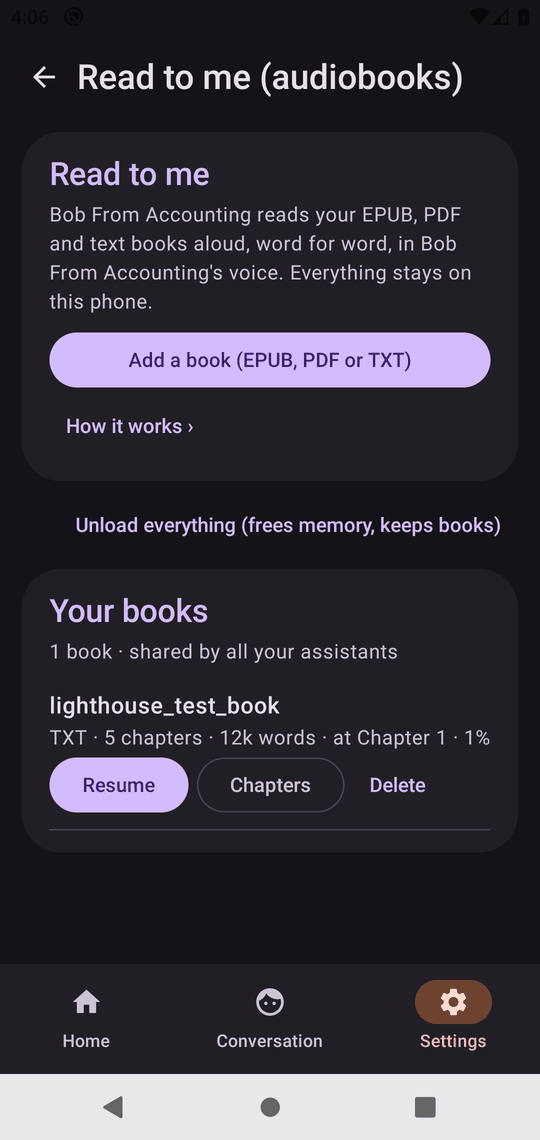 4:06
Read to me (audiobooks)
Read to me
Bob From Accounting reads your EPUB, PDF
and text books aloud, word for word, in Bob
From Accounting's voice. Everything stays on
this phone.
Add a book (EPUB, PDF or TXT)
How it works ›
Unload everything (frees memory, keeps books)
Your books
1 book · shared by all your assistants
lighthouse_test_book
TXT · 5 chapters · 12k words · at Chapter 1 · 1%
Resume Chapters Delete
Home Conversation Settings